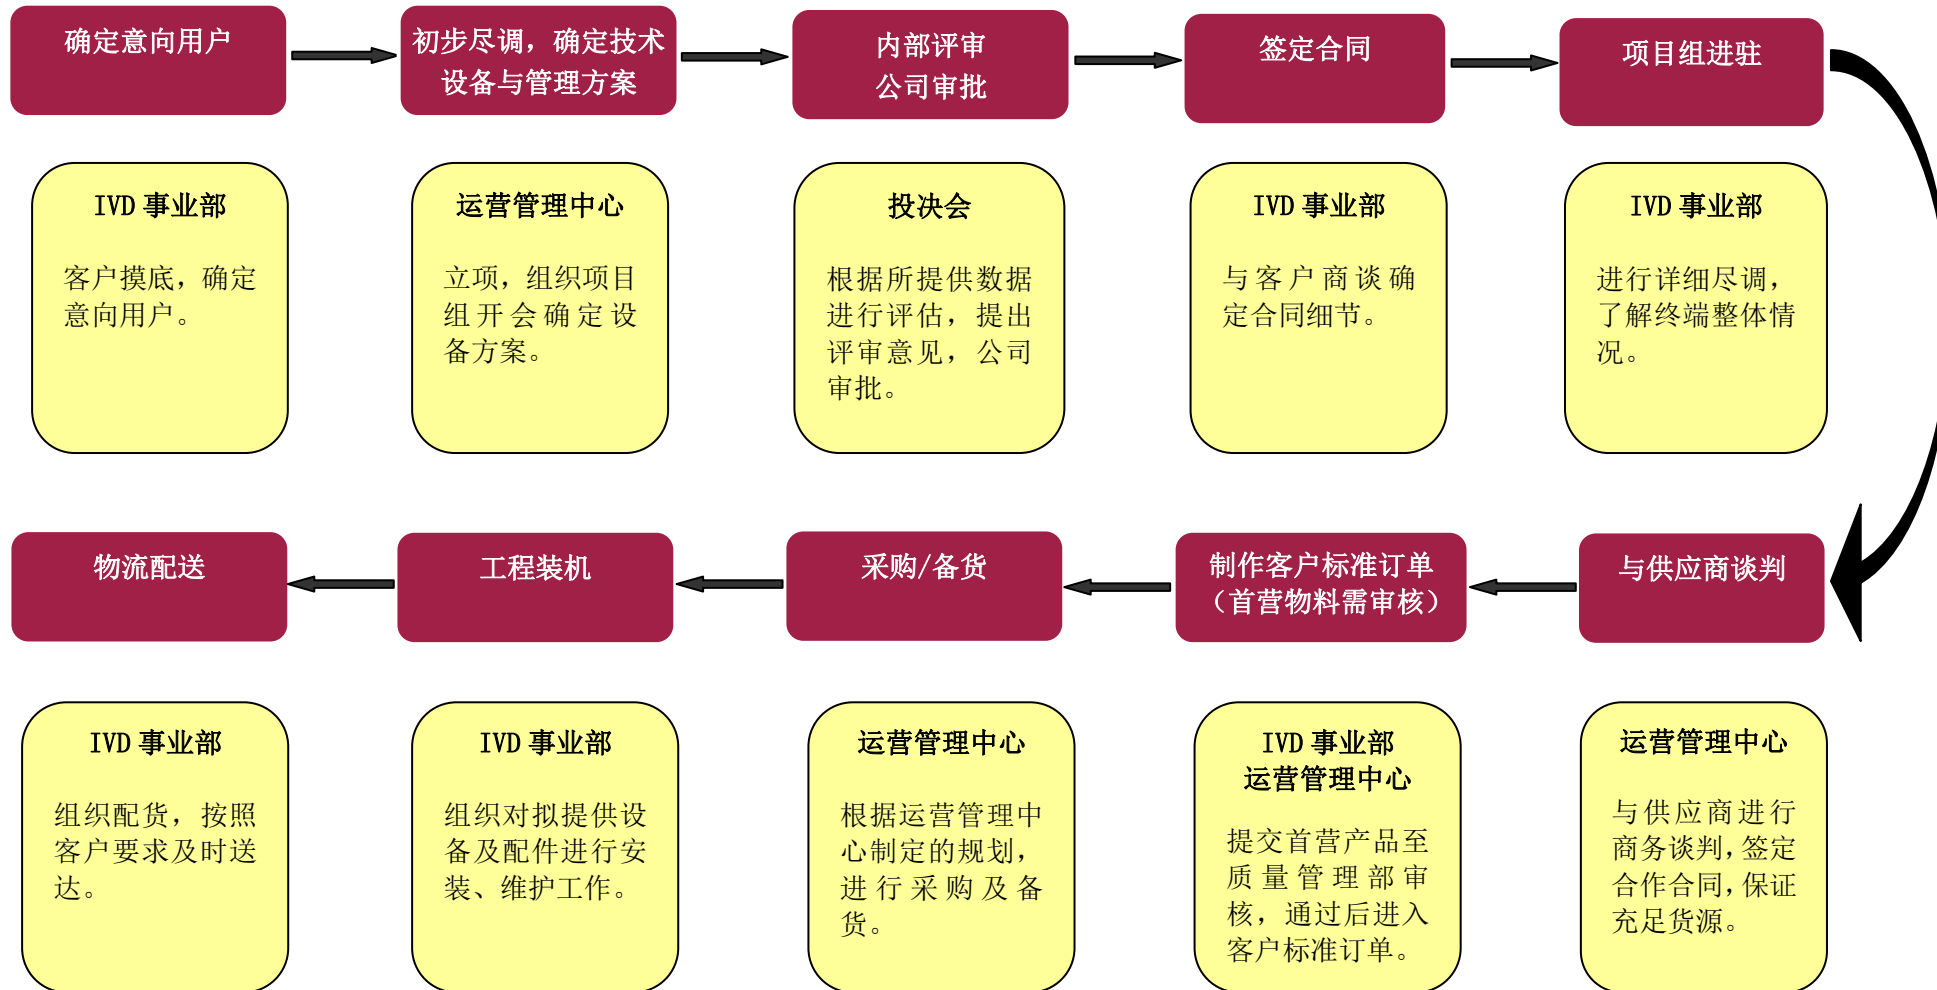 确定意向用户
初步尽调，确定技术
设备与管理方案
内部评审
公司审批
签定合同
项目组进驻
IVD 事业部
客户摸底，确定
意向用户。
运营管理中心
立项，组织项目
组开会确定设
备方案。
投决会
根据所提供数据
进行评估，提出
评审意见，公司
审批。
IVD 事业部
与客户商谈确
定合同细节。
IVD 事业部
进行详细尽调，
了解终端整体情
况。
物流配送
工程装机
采购/备货
制作客户标准订单
（首营物料需审核）
与供应商谈判
IVD 事业部
组织配货，按照
客户要求及时送
达。
IVD 事业部
组织对拟提供设
备及配件进行安
装、维护工作。
运营管理中心
根据运营管理中
心制定的规划，
进行采购及备
货。
IVD 事业部
运营管理中心
提交首营产品至
质量管理部审
核，通过后进入
客户标准订单。
运营管理中心
与供应商进行
商务谈判,签定
合作合同,保证
充足货源。